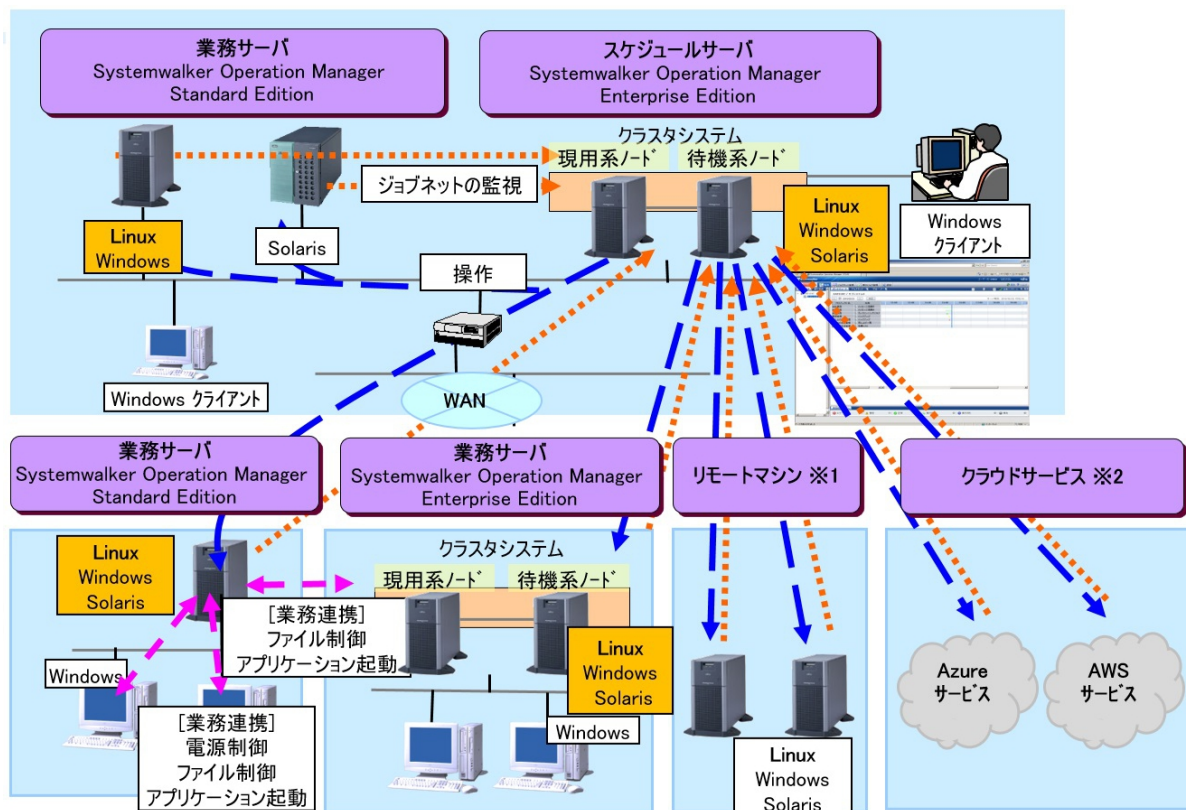 業務サーバ
Systemwalker Operation Manager
Standard Edition
スケジュールサーバ
Systemwalker Operation Manager
Enterprise Edition
クラスタシステム
現用系ノード
待機系ノード
ジョブネットの監視
Linux
Windows
Solaris
操作
Linux
Windows
Solaris
Windows
クライアント
Windows クライアント
WAN
業務サーバ
Systemwalker Operation Manager
Standard Edition
業務サーバ
Systemwalker Operation Manager
Enterprise Edition
リモートマシン ※1
クラウドサービス ※2
Linux
Windows
Solaris
クラスタシステム
現用系ノード
待機系ノード
[業務連携]
ファイル制御
アプリケーション起動
Windows
[業務連携]
電源制御
ファイル制御
アプリケーション起動
Linux
Windows
Solaris
Windows
Linux
Windows
Solaris
Azure
サービス
AWS
サービス